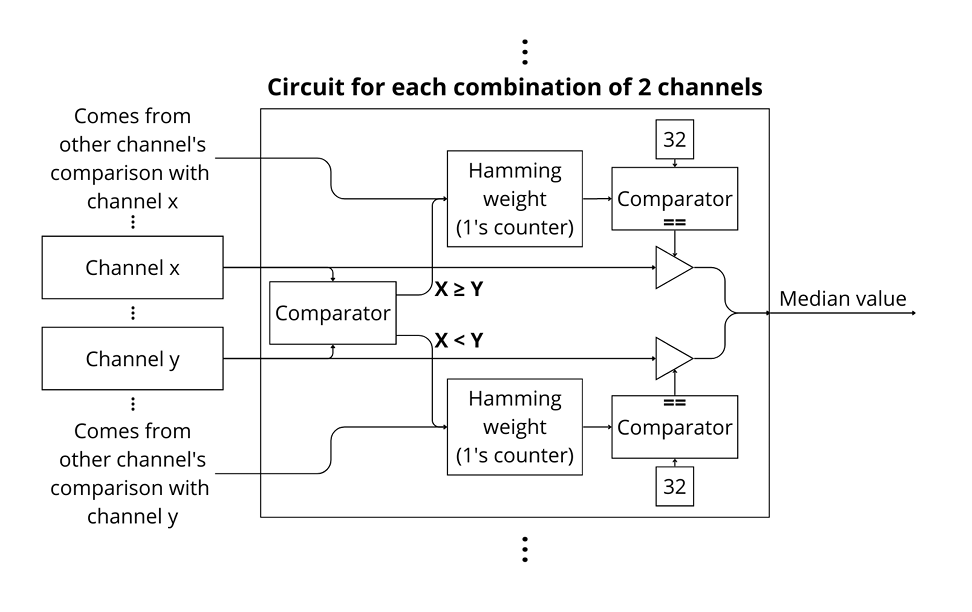 Circuit for each combination of 2 channels
Comes from
other channel's
comparison with
channel x
32
Hamming
weight
(1's counter)
Comparator
==
Channel x
X ≥ Y
Comparator
Median value
X < Y
Channel y
Hamming
weight
(1's counter)
==
Comparator
32
Comes from
other channel's
comparison with
channel y